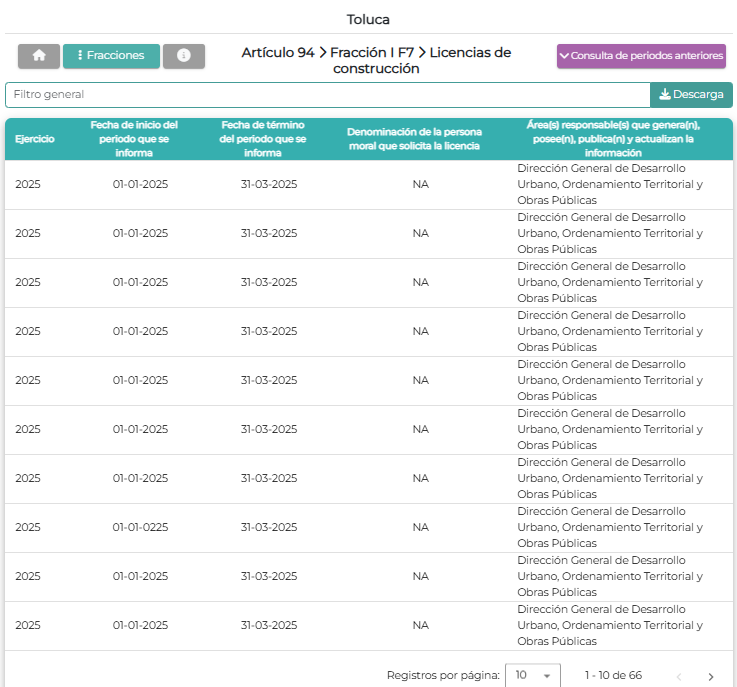 Toluca
Fracciones
Artículo 94 > Fracción I F7 > Licencias de
construcción
Consulta de periodos anteriores
Filtro general
Descarga
Ejercicio
Fecha de inicio del
periodo que se
informa
Fecha de término
del periodo que se
informa
Denominación de la persona
moral que solicita la licencia
Área(s) responsable(s) que genera(n),
posee(n), publica(n) y actualizan la
información
2025 01-01-2025 31-03-2025 NA
Dirección General de Desarrollo
Urbano, Ordenamiento Territorial y
Obras Públicas
2025 01-01-2025 31-03-2025 NA
Dirección General de Desarrollo
Urbano, Ordenamiento Territorial y
Obras Públicas
2025 01-01-2025 31-03-2025 NA
Dirección General de Desarrollo
Urbano, Ordenamiento Territorial y
Obras Públicas
2025 01-01-2025 31-03-2025 NA
Dirección General de Desarrollo
Urbano, Ordenamiento Territorial y
Obras Públicas
2025 01-01-2025 31-03-2025 NA
Dirección General de Desarrollo
Urbano, Ordenamiento Territorial y
Obras Públicas
2025 01-01-2025 31-03-2025 NA
Dirección General de Desarrollo
Urbano, Ordenamiento Territorial y
Obras Públicas
2025 01-01-2025 31-03-2025 NA
Dirección General de Desarrollo
Urbano, Ordenamiento Territorial y
Obras Públicas
2025 01-01-0225 31-03-2025 NA
Dirección General de Desarrollo
Urbano, Ordenamiento Territorial y
Obras Públicas
2025 01-01-2025 31-03-2025 NA
Dirección General de Desarrollo
Urbano, Ordenamiento Territorial y
Obras Públicas
2025 01-01-2025 31-03-2025 NA
Dirección General de Desarrollo
Urbano, Ordenamiento Territorial y
Obras Públicas
Registros por página: 10 1 - 10 de 66